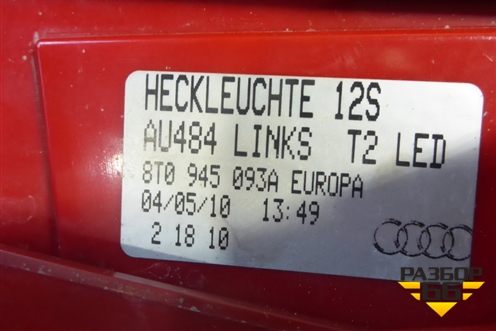 HECKLEUCHTE 12S
AU484 LINKS T2 LED
8T0 945 093A EUROPA
04/05/10 13:49
2 18 10
РАЗБОР
66